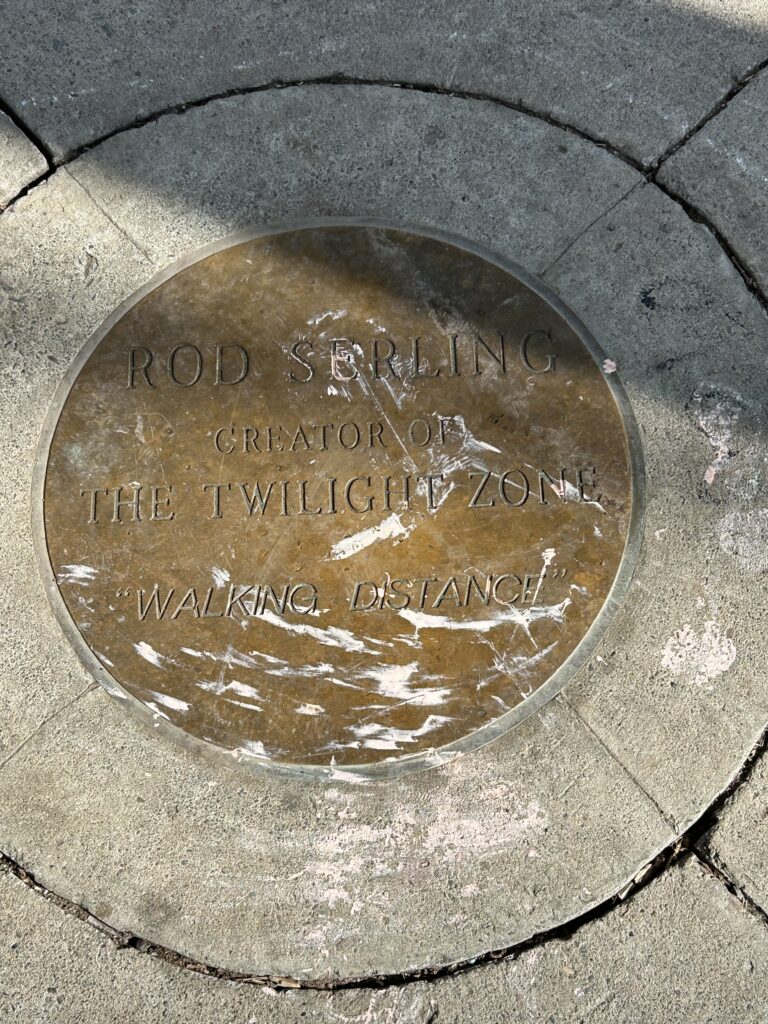 ROD SERLING
CREATOR OF
THE TWILIGHT ZONE
"WALKING DISTANCE"